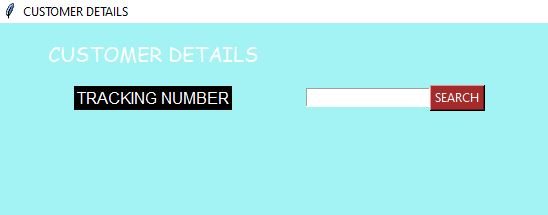 CUSTOMER DETAILS
CUSTOMER DETAILS
TRACKING NUMBER
SEARCH